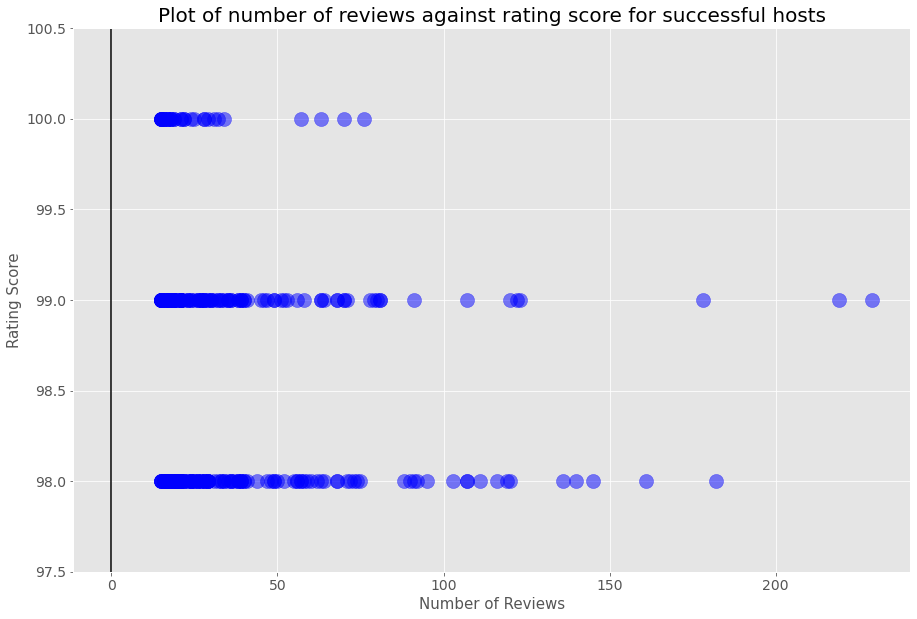 Plot of number of reviews against rating score for successful hosts
100.5
100.0
99.5
99.0
98.5
98.0
97.5
Rating Score
0 50 100 150 200
Number of Reviews